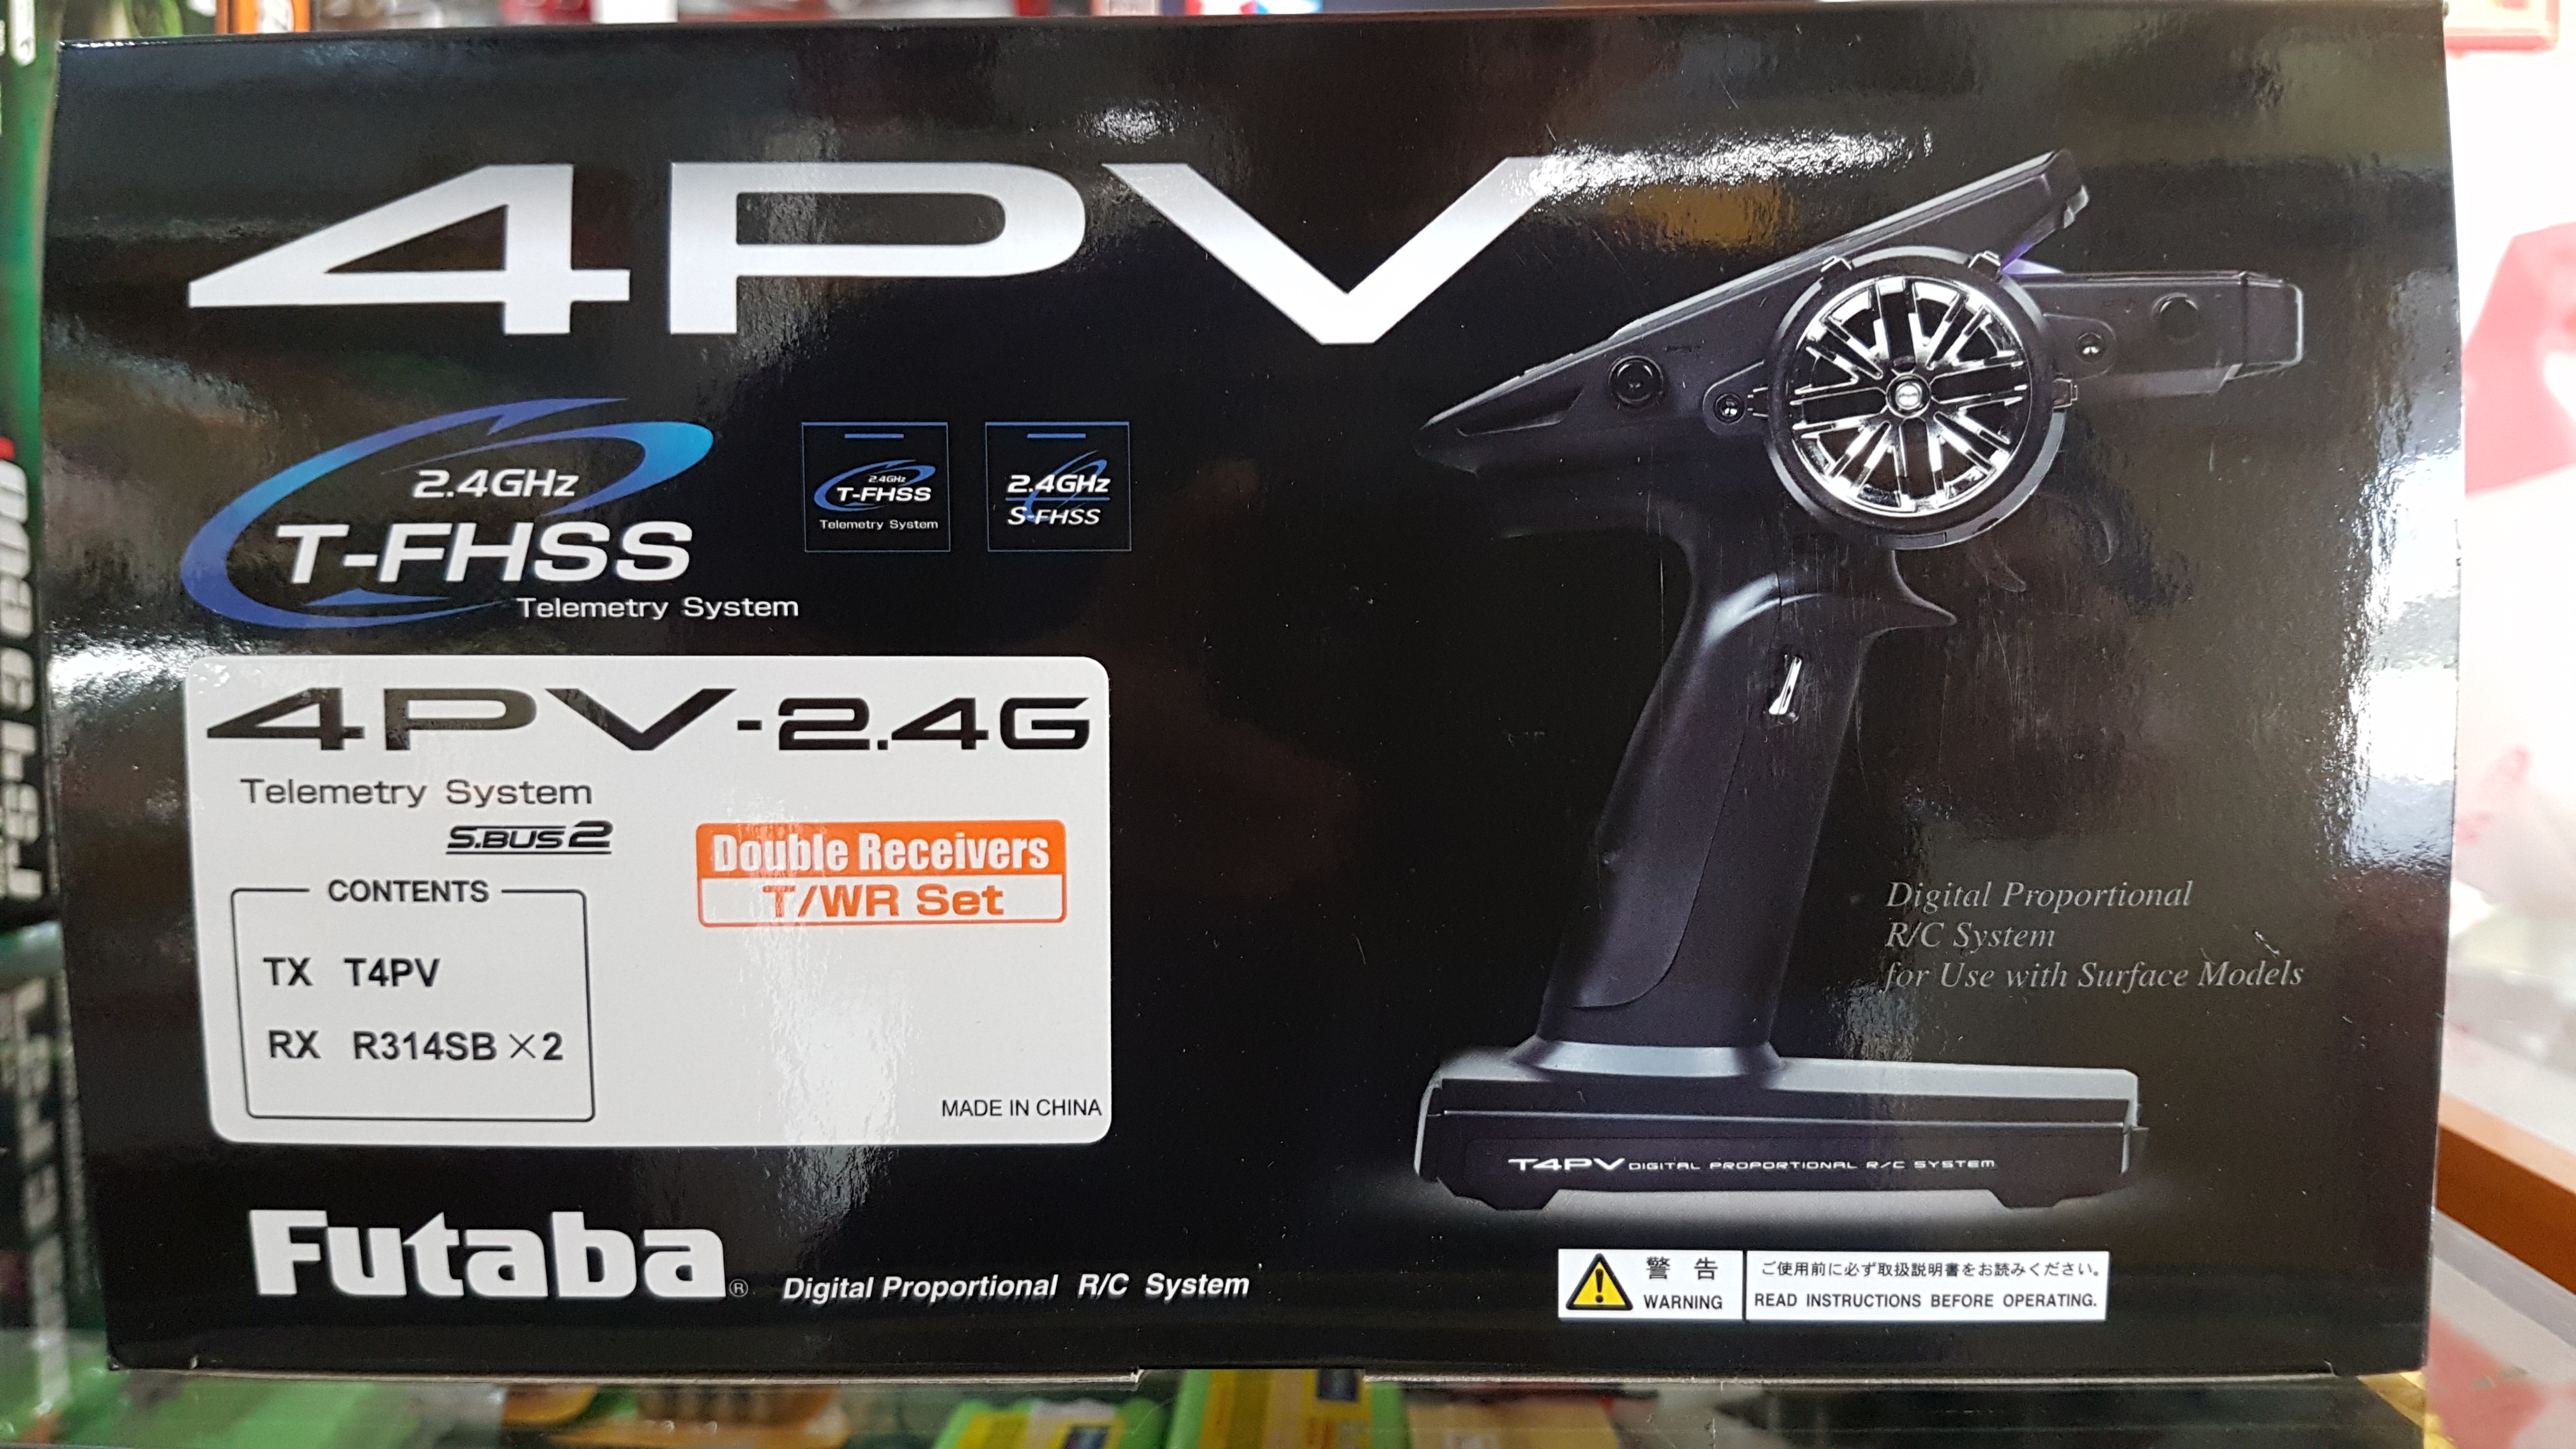 4PV
2.4GHz
T-FHSS
Telemetry System
2.4GHz
T-FHSS
Telemetry System
2.4GHz
S-FHSS
4PV-2.4G
Telemetry System
S.BUS2
Double Receivers
T/WR Set
CONTENTS
TX T4PV
RX R314SB×2
MADE IN CHINA
Digital Proportional
R/C System
for Use with Surface Models
T4PV DIGITAL PROPORTIONAL R/C SYSTEM
Futaba® Digital Proportional R/C System
警告
WARNING
ご使用前に必ず取扱説明書をお読みください。
READ INSTRUCTIONS BEFORE OPERATING.